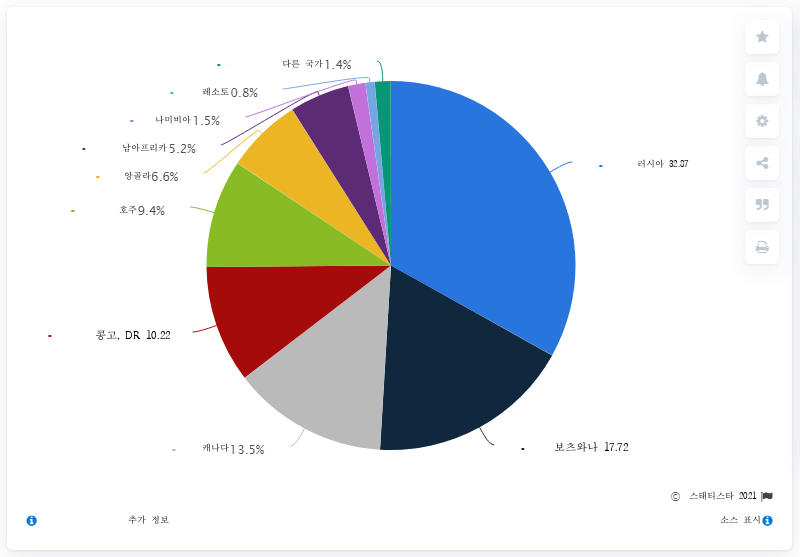 다른 국가 1.4%
레소토 0.8%
나미비아 1.5%
남아프리카 5.2%
앙골라 6.6%
호주 9.4%
러시아 32.87
콩고, DR 10.22
캐나다 13.5%
보츠와나 17.72
© 스태티스타 2021
추가 정보
소스 표시